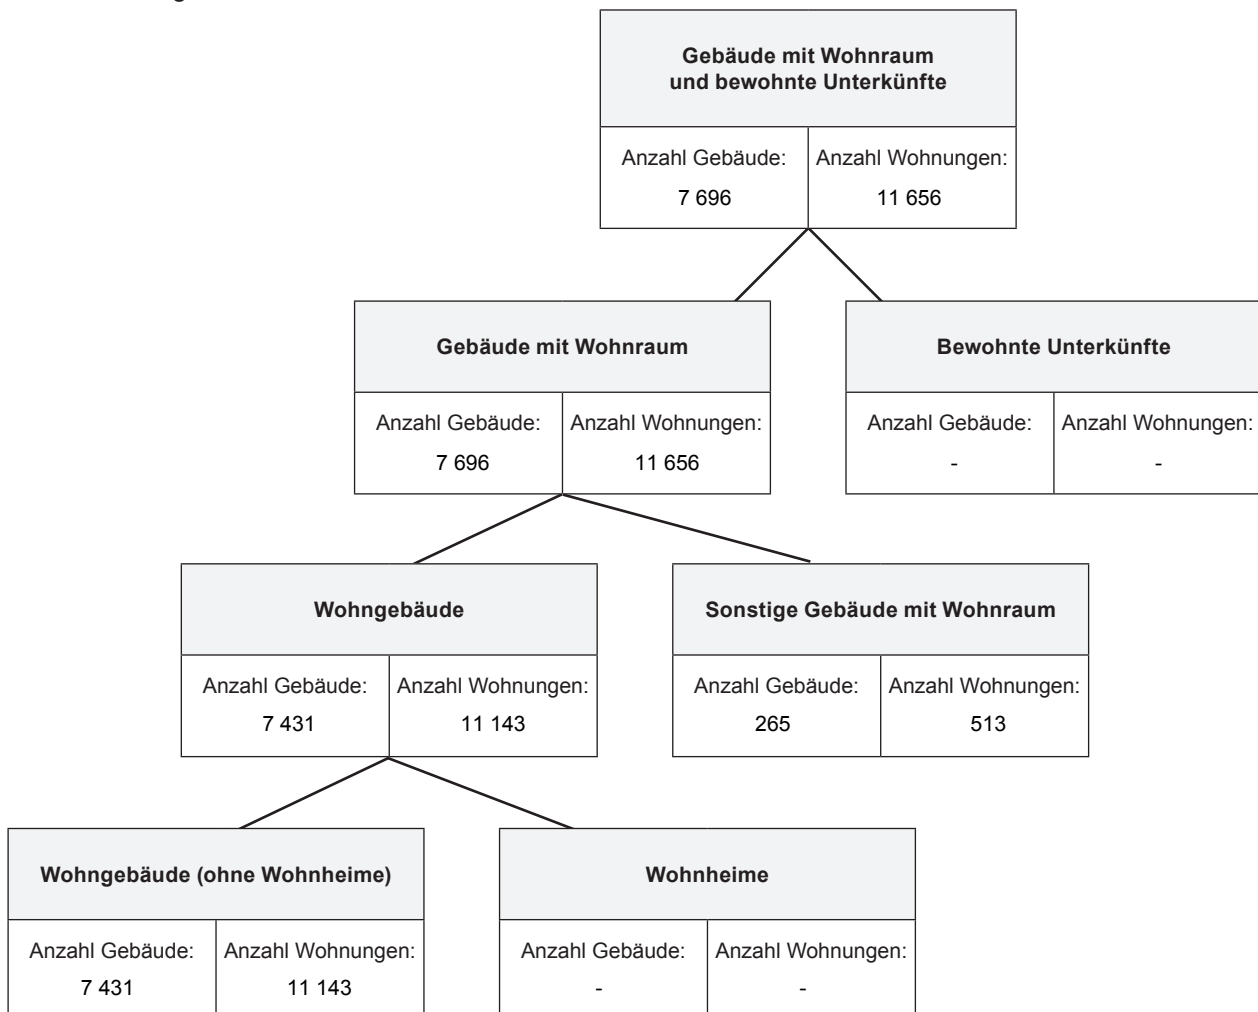 Gebäude mit Wohnraum
und bewohnte Unterkünfte
Anzahl Gebäude:
7 696
Anzahl Wohnungen:
11 656
Gebäude mit Wohnraum
Anzahl Gebäude:
7 696
Anzahl Wohnungen:
11 656
Bewohnte Unterkünfte
Anzahl Gebäude:
-
Anzahl Wohnungen:
-
Wohngebäude
Anzahl Gebäude:
7 431
Anzahl Wohnungen:
11 143
Sonstige Gebäude mit Wohnraum
Anzahl Gebäude:
265
Anzahl Wohnungen:
513
Wohngebäude (ohne Wohnheime)
Anzahl Gebäude:
7 431
Anzahl Wohnungen:
11 143
Wohnheime
Anzahl Gebäude:
-
Anzahl Wohnungen:
-